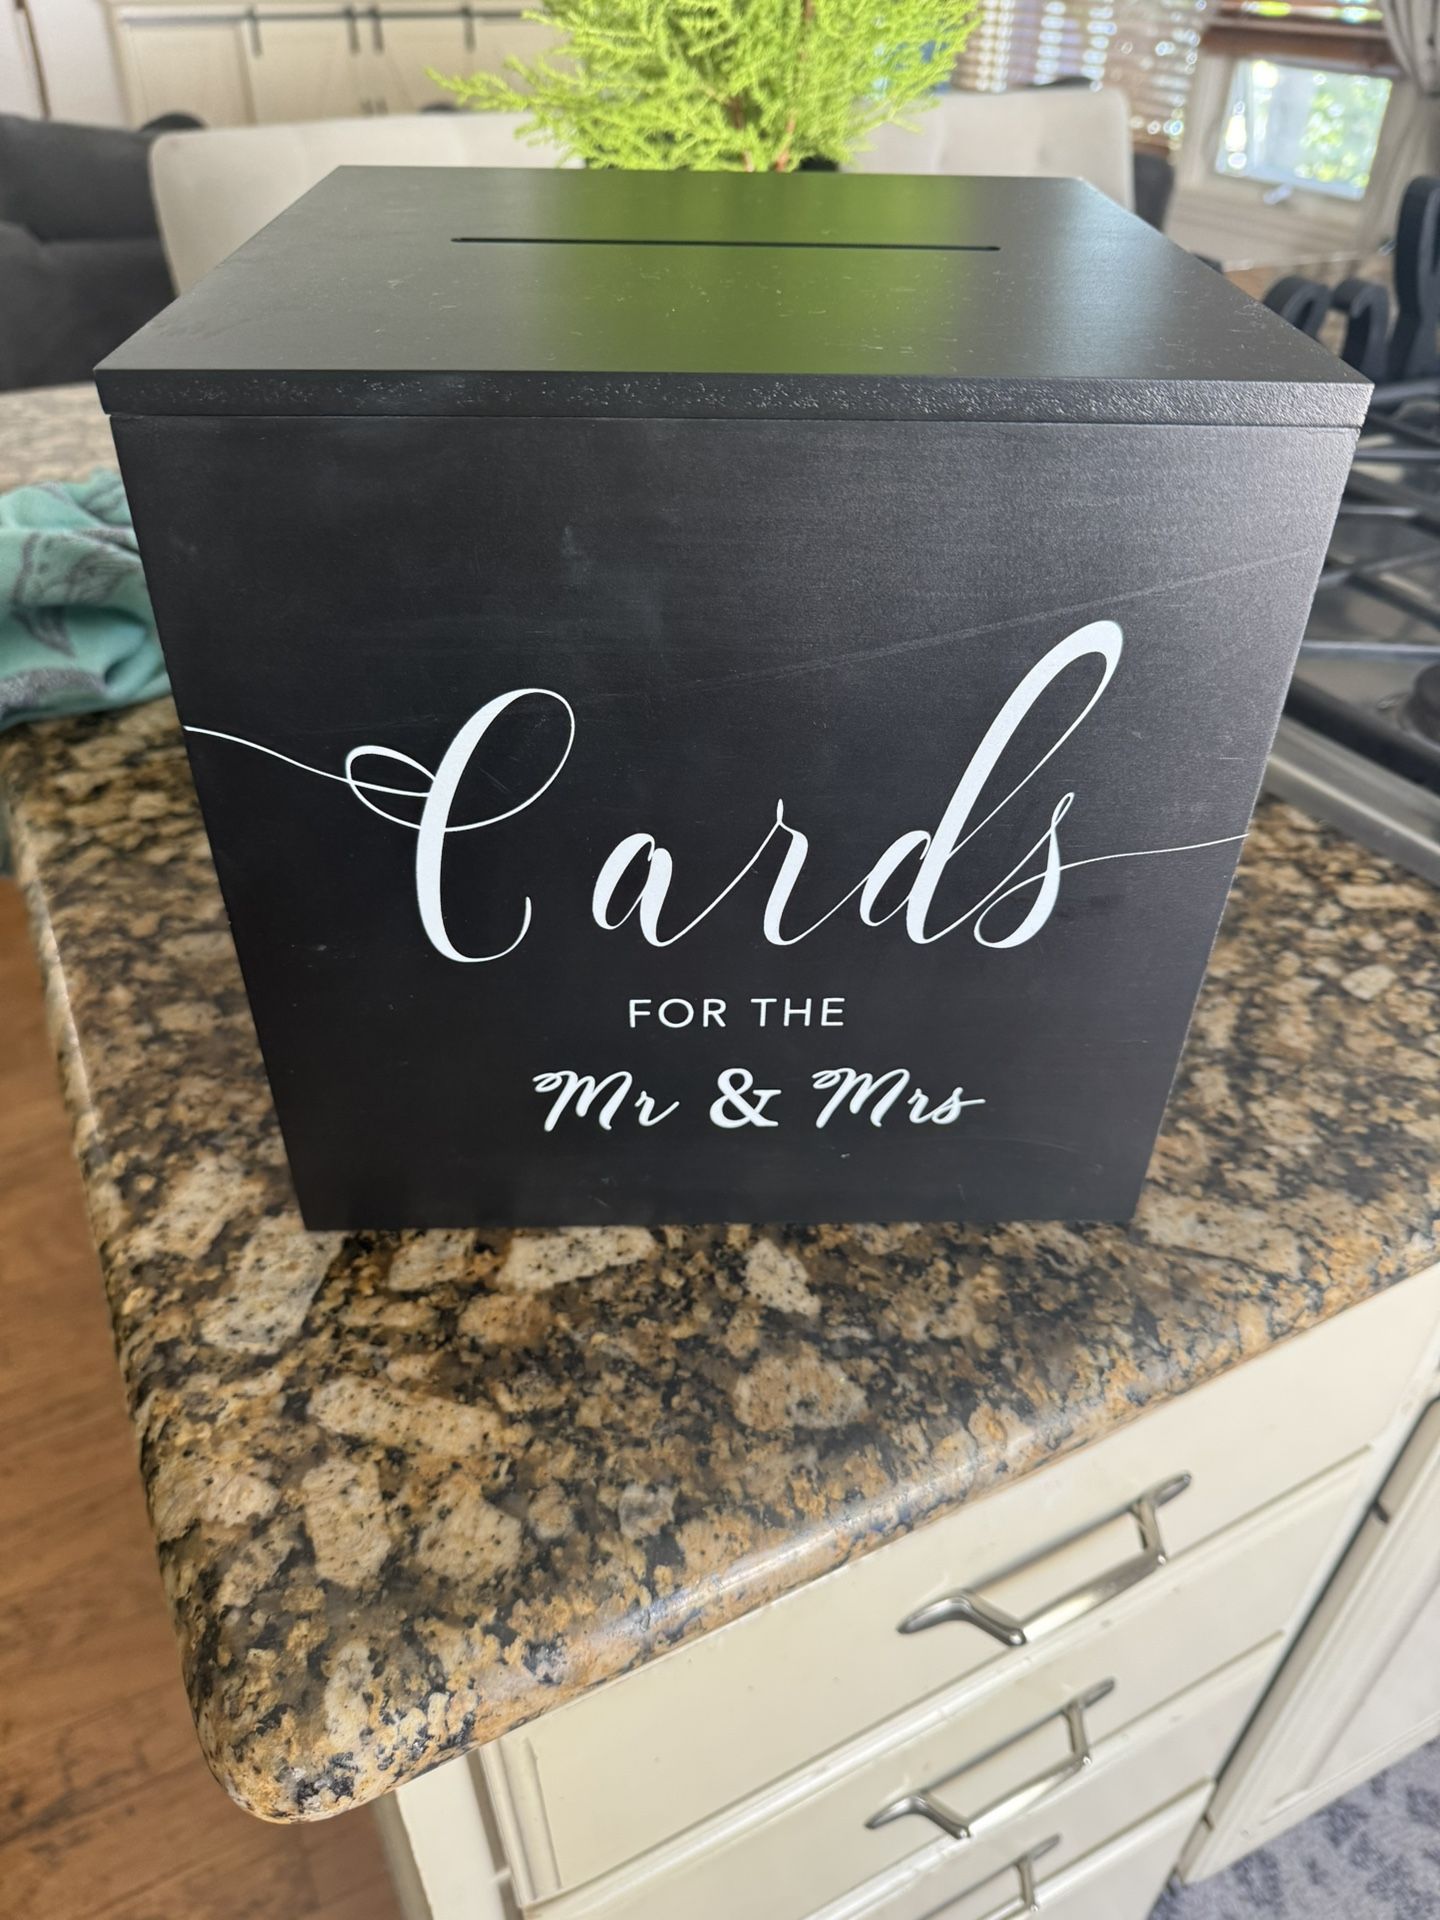 Cards
FOR THE
Mr & Mrs